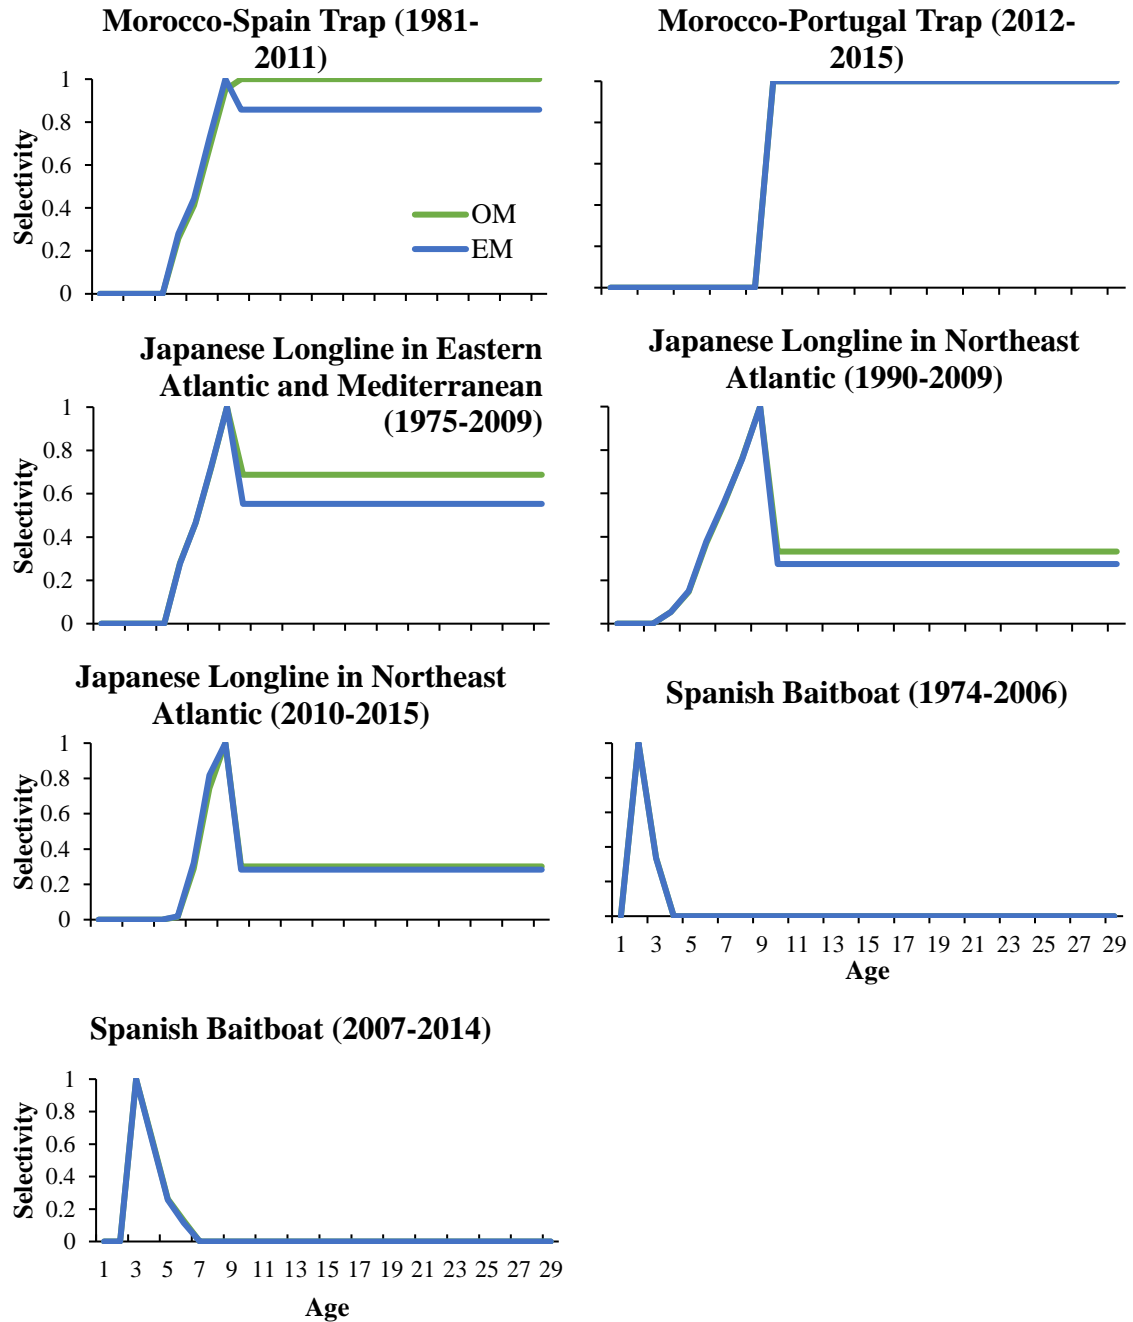 Morocco-Spain Trap (1981-
2011)
1
0.8
0.6
0.4
0.2
0
Selectivity
OM
EM
Morocco-Portugal Trap (2012-
2015)
Japanese Longline in Eastern
Atlantic and Mediterranean
(1975-2009)
1
0.8
0.6
0.4
0.2
0
Selectivity
Japanese Longline in Northeast
Atlantic (1990-2009)
Japanese Longline in Northeast
Atlantic (2010-2015)
1
0.8
0.6
0.4
0.2
0
Selectivity
Spanish Baitboat (1974-2006)
1 3 5 7 9 11 13 15 17 19 21 23 25 27 29
Age
Spanish Baitboat (2007-2014)
1
0.8
0.6
0.4
0.2
0
Selectivity
1 3 5 7 9 11 13 15 17 19 21 23 25 27 29
Age